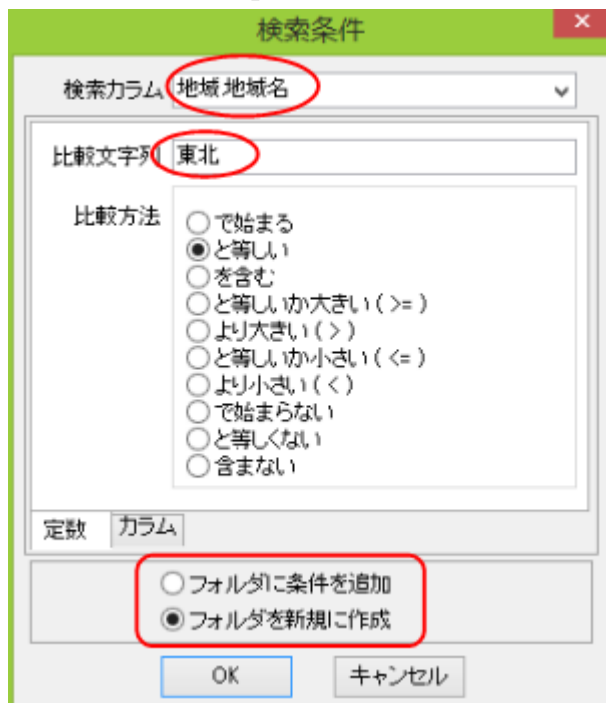 検索条件
検索カラム 地域.地域名
比較文字列 東北
比較方法
で始まる
と等しい
を含む
と等しいか大きい ( >= )
より大きい ( > )
と等しいか小さい ( <= )
より小さい ( < )
で始まらない
と等しくない
含まない
定数 カラム
フォルダに条件を追加
フォルダを新規に作成
OK キャンセル